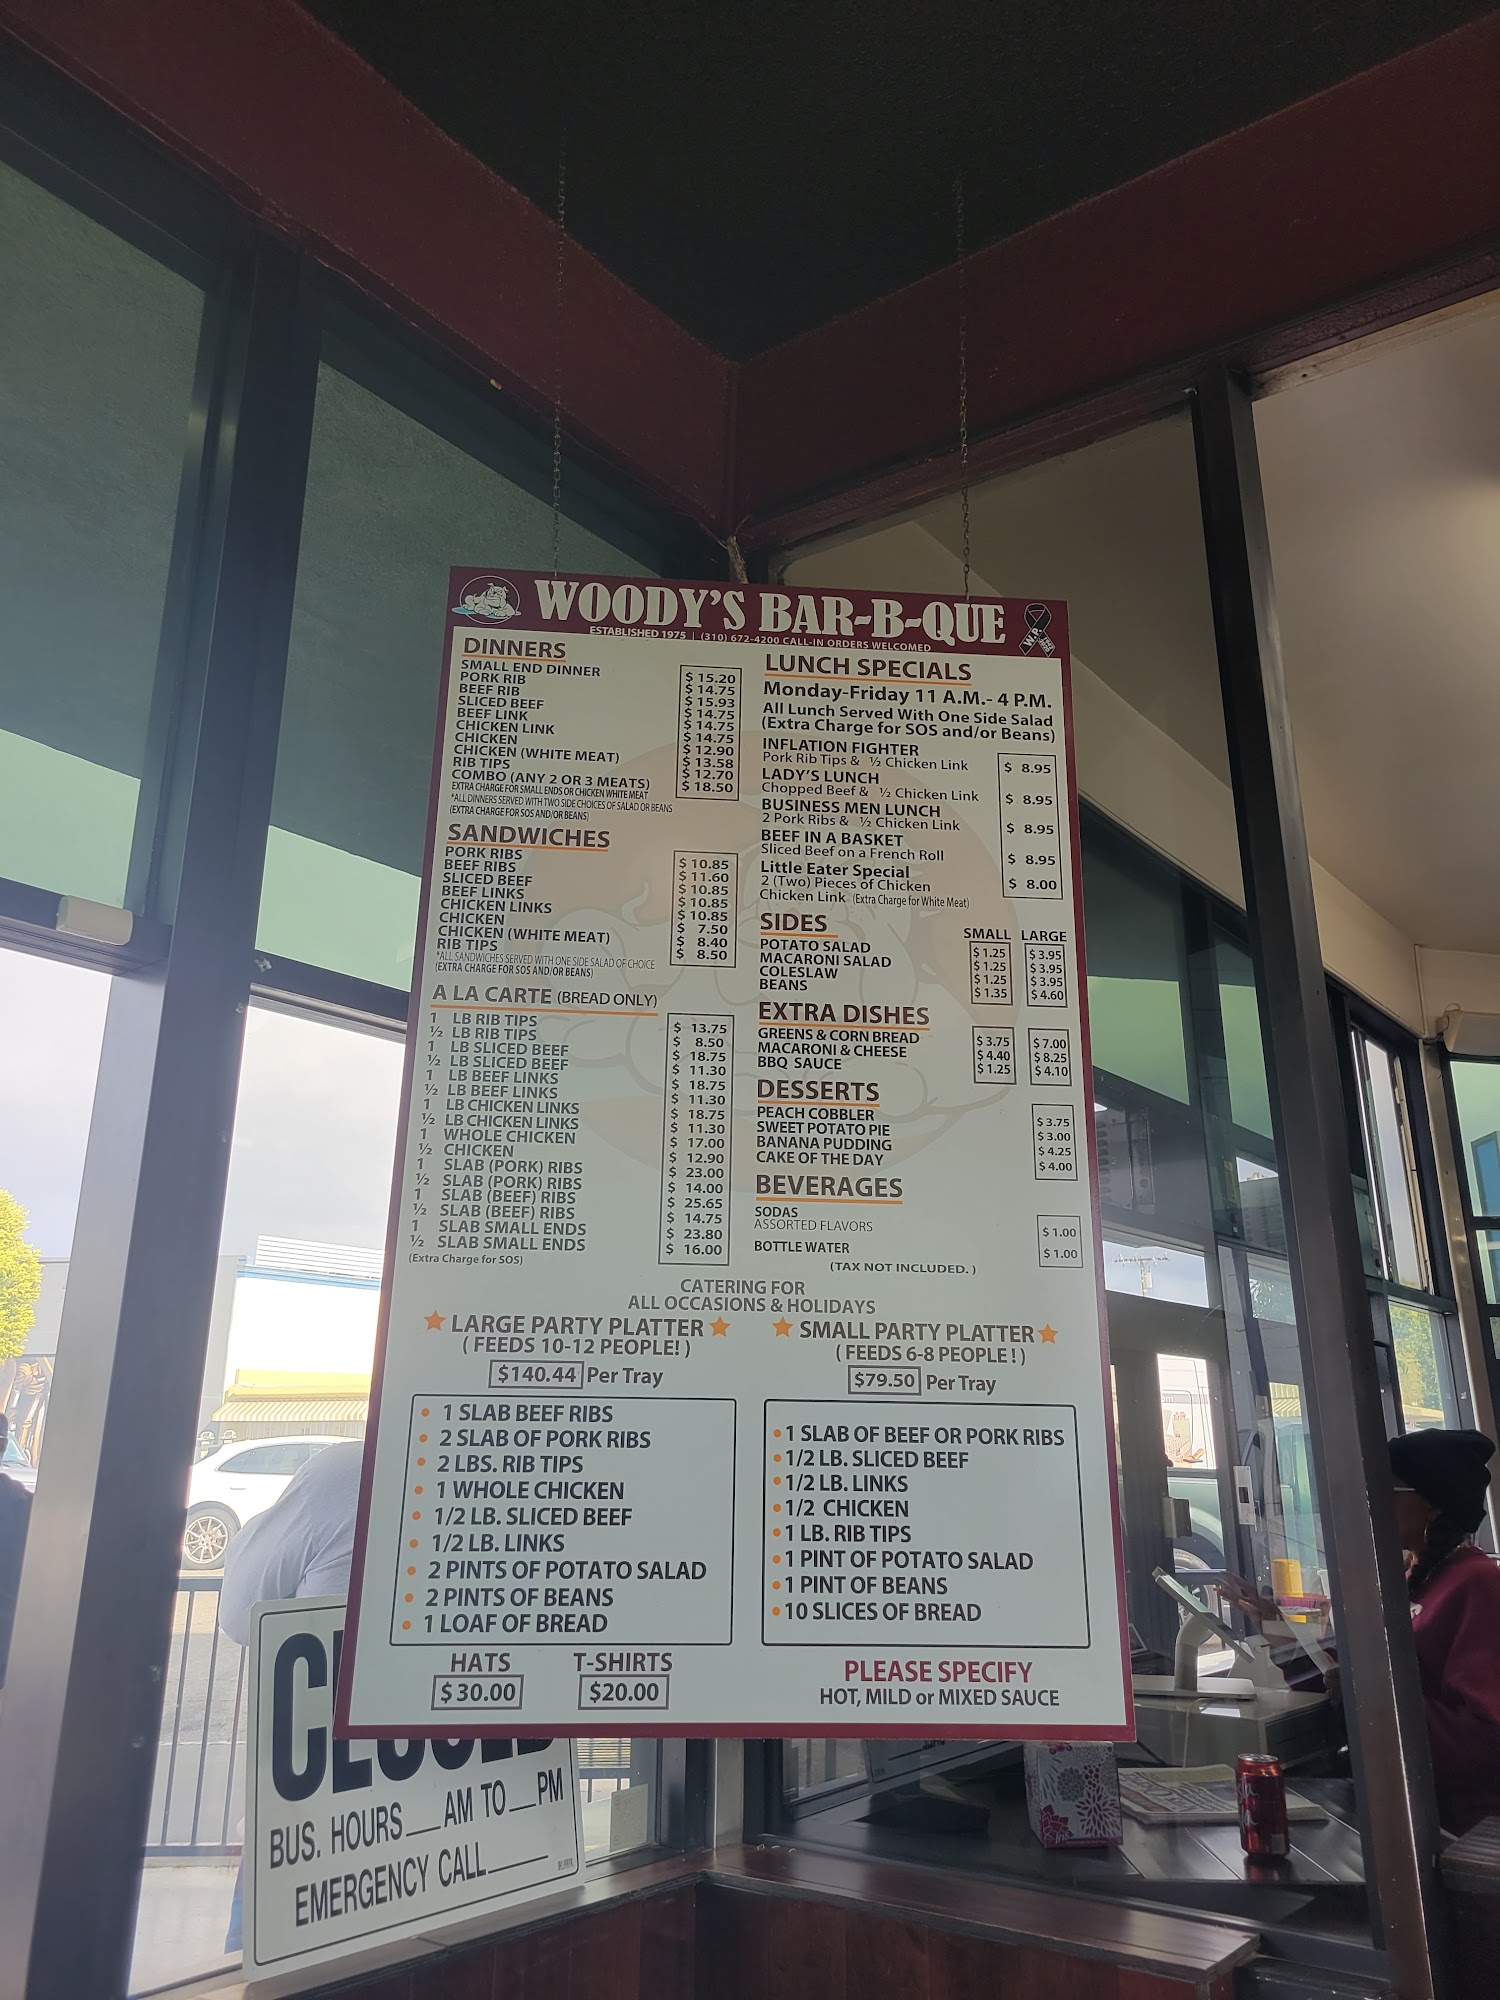 WOODY'S BAR-B-QUE
ESTABLISHED 1975 | (310) 672-4200 CALL-IN ORDERS WELCOMED
W.P.
DINNERS
SMALL END DINNER $ 15.20
PORK RIB $ 14.75
BEEF RIB $ 15.93
SLICED BEEF $ 14.75
BEEF LINK $ 14.75
CHICKEN LINK $ 14.75
CHICKEN $ 12.90
CHICKEN (WHITE MEAT) $ 13.58
RIB TIPS $ 12.70
COMBO (ANY 2 OR 3 MEATS) $ 18.50
EXTRA CHARGE FOR SMALL ENDS OR CHICKEN WHITE MEAT
*ALL DINNERS SERVED WITH TWO SIDE CHOICES OF SALAD OR BEANS
(EXTRA CHARGE FOR SOS AND/OR BEANS)
SANDWICHES
PORK RIBS $ 10.85
BEEF RIBS $ 11.60
SLICED BEEF $ 10.85
BEEF LINKS $ 10.85
CHICKEN LINKS $ 10.85
CHICKEN $ 7.50
CHICKEN (WHITE MEAT) $ 8.40
RIB TIPS $ 8.50
*ALL SANDWICHES SERVED WITH ONE SIDE SALAD OF CHOICE
(EXTRA CHARGE FOR SOS AND/OR BEANS)
A LA CARTE (BREAD ONLY)
1 LB RIB TIPS $ 13.75
½ LB RIB TIPS $ 8.50
1 LB SLICED BEEF $ 18.75
½ LB SLICED BEEF $ 11.30
1 LB BEEF LINKS $ 18.75
½ LB BEEF LINKS $ 11.30
1 LB CHICKEN LINKS $ 18.75
½ LB CHICKEN LINKS $ 11.30
1 WHOLE CHICKEN $ 17.00
½ CHICKEN $ 12.90
1 SLAB (PORK) RIBS $ 23.00
½ SLAB (PORK) RIBS $ 14.00
1 SLAB (BEEF) RIBS $ 25.65
½ SLAB (BEEF) RIBS $ 14.75
1 SLAB SMALL ENDS $ 23.80
½ SLAB SMALL ENDS $ 16.00
(Extra Charge for SOS)
LUNCH SPECIALS
Monday-Friday 11 A.M.- 4 P.M.
All Lunch Served With One Side Salad
(Extra Charge for SOS and/or Beans)
INFLATION FIGHTER
Pork Rib Tips & ½ Chicken Link $ 8.95
LADY'S LUNCH
Chopped Beef & ½ Chicken Link $ 8.95
BUSINESS MEN LUNCH
2 Pork Ribs & ½ Chicken Link $ 8.95
BEEF IN A BASKET
Sliced Beef on a French Roll $ 8.95
Little Eater Special
2 (Two) Pieces of Chicken $ 8.00
Chicken Link (Extra Charge for White Meat)
SIDES SMALL LARGE
POTATO SALAD $ 1.25 $ 3.95
MACARONI SALAD $ 1.25 $ 3.95
COLESLAW $ 1.25 $ 3.95
BEANS $ 1.35 $ 4.60
EXTRA DISHES
GREENS & CORN BREAD $ 3.75 $ 7.00
MACARONI & CHEESE $ 4.40 $ 8.25
BBQ SAUCE $ 1.25 $ 4.10
DESSERTS
PEACH COBBLER $ 3.75
SWEET POTATO PIE $ 3.00
BANANA PUDDING $ 4.25
CAKE OF THE DAY $ 4.00
BEVERAGES
SODAS
ASSORTED FLAVORS $ 1.00
BOTTLE WATER $ 1.00
(TAX NOT INCLUDED. )
CATERING FOR
ALL OCCASIONS & HOLIDAYS
LARGE PARTY PLATTER
( FEEDS 10-12 PEOPLE! )
$140.44 Per Tray
• 1 SLAB BEEF RIBS
• 2 SLAB OF PORK RIBS
• 2 LBS. RIB TIPS
• 1 WHOLE CHICKEN
• 1/2 LB. SLICED BEEF
• 1/2 LB. LINKS
• 2 PINTS OF POTATO SALAD
• 2 PINTS OF BEANS
• 1 LOAF OF BREAD
SMALL PARTY PLATTER
( FEEDS 6-8 PEOPLE ! )
$79.50 Per Tray
• 1 SLAB OF BEEF OR PORK RIBS
• 1/2 LB. SLICED BEEF
• 1/2 LB. LINKS
• 1/2 CHICKEN
• 1 LB. RIB TIPS
• 1 PINT OF POTATO SALAD
• 1 PINT OF BEANS
• 10 SLICES OF BREAD
HATS T-SHIRTS
$ 30.00 $20.00
PLEASE SPECIFY
HOT, MILD or MIXED SAUCE
CLOSED
BUS. HOURS___AM TO___PM
EMERGENCY CALL______